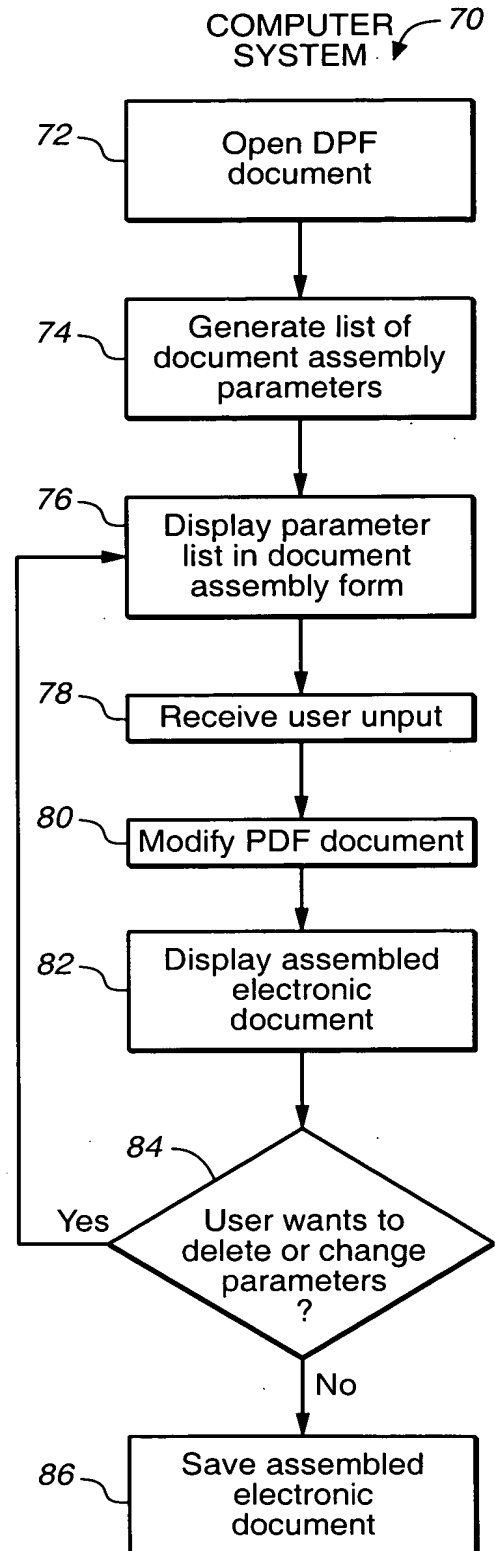 COMPUTER
SYSTEM
70
72
Open DPF
document
74
Generate list of
document assembly
parameters
76
Display parameter
list in document
assembly form
78
Receive user unput
80
Modify PDF document
82
Display assembled
electronic
document
84
Yes
User wants to
delete or change
parameters
?
No
86
Save assembled
electronic
document